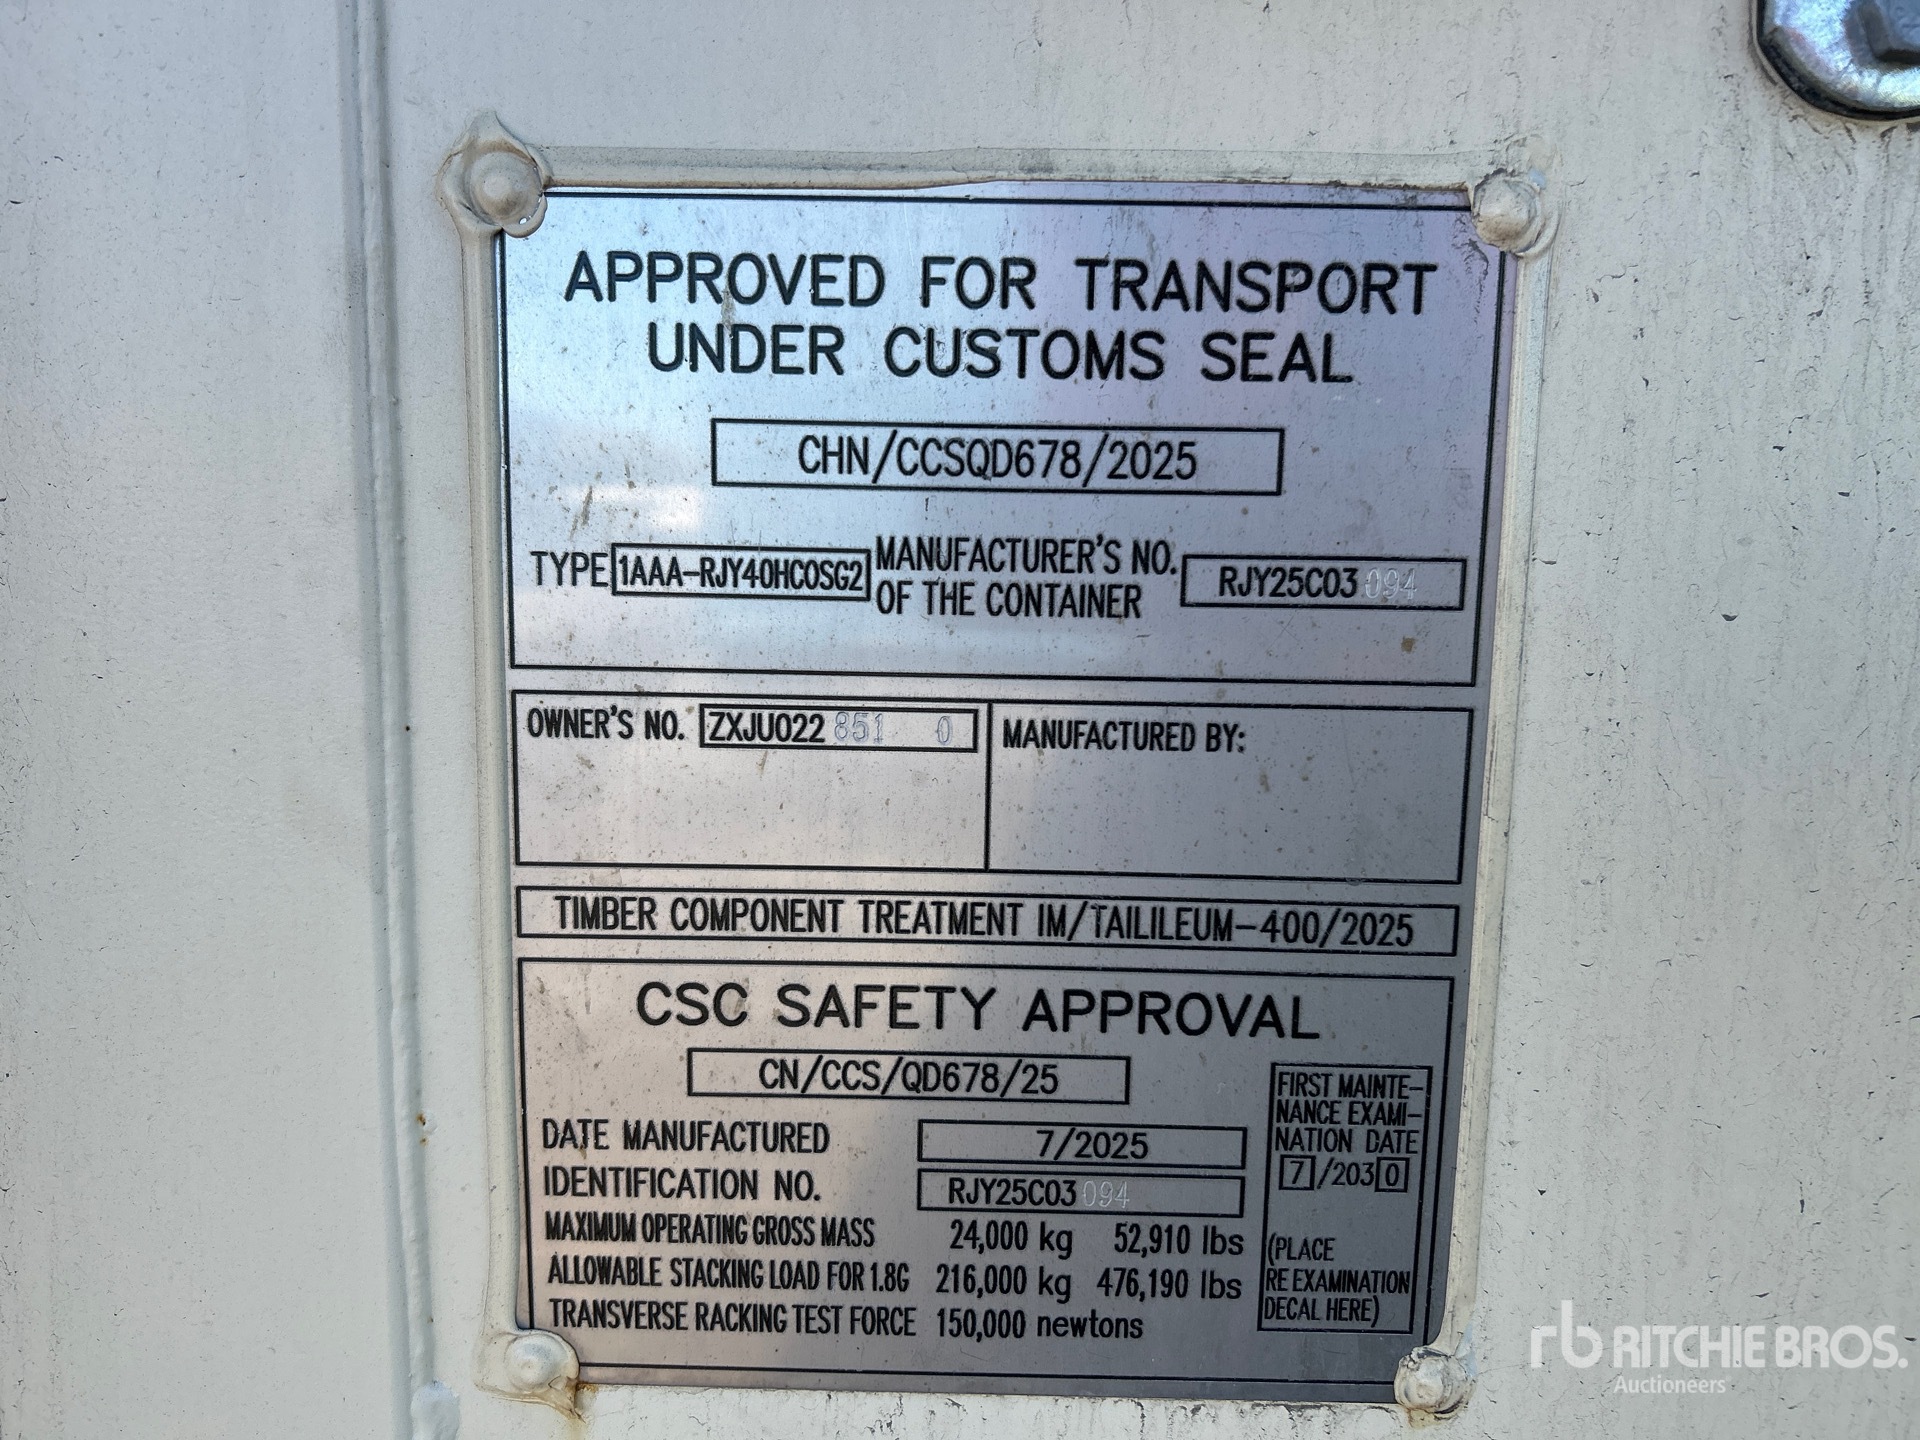 APPROVED FOR TRANSPORT
UNDER CUSTOMS SEAL
CHN/CCSQD678/2025
TYPE 1AAA-RJY40HCOSG2 MANUFACTURER'S NO. OF THE CONTAINER RJY25C03 094
OWNER'S NO. ZXJU022 851 0
MANUFACTURED BY:
TIMBER COMPONENT TREATMENT IM/TAILILEUM-400/2025
CSC SAFETY APPROVAL
CN/CCS/QD678/25
DATE MANUFACTURED 7/2025
IDENTIFICATION NO. RJY25C03 094
MAXIMUM OPERATING GROSS MASS 24,000 kg 52,910 lbs
ALLOWABLE STACKING LOAD FOR 1.8G 216,000 kg 476,190 lbs
TRANSVERSE RACKING TEST FORCE 150,000 newtons
FIRST MAINTE-
NANCE EXAMI-
NATION DATE
7/2030
(PLACE
RE EXAMINATION
DECAL HERE)
rb RITCHIE BROS.
Auctioneers